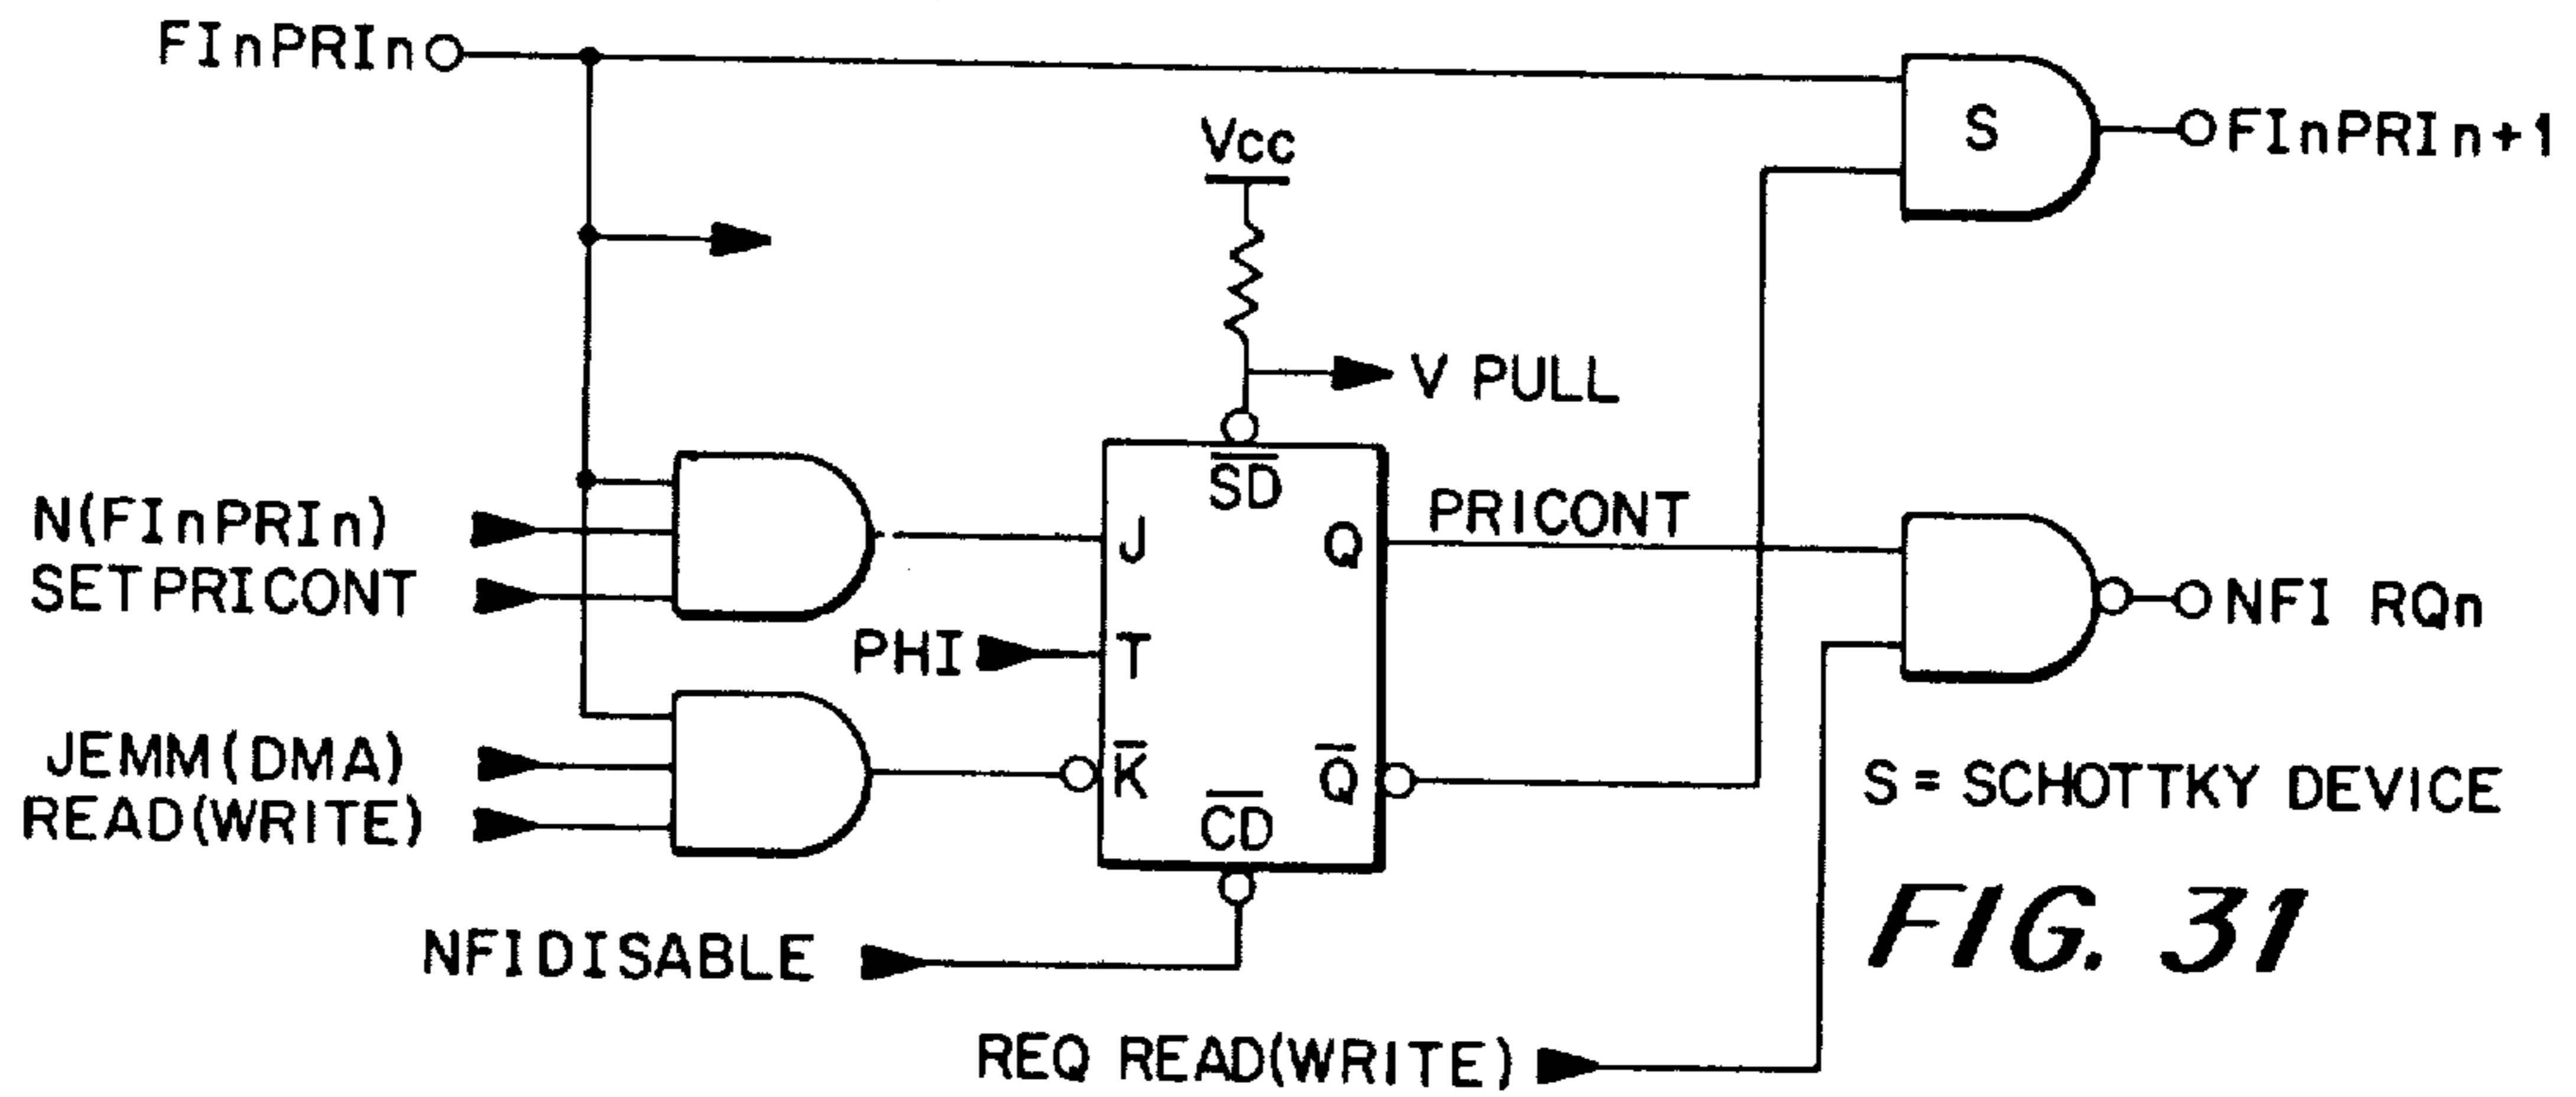 FInPRIn
S
FInPRIn+1
Vcc
V PULL
N(FInPRIn)
SETPRICONT
SD
J
Q
PRICONT
NFI RQn
PHI
T
JEMM(DMA)
READ(WRITE)
K
Q
CD
S = SCHOTTKY DEVICE
NFIDISABLE
FIG. 31
REQ READ(WRITE)